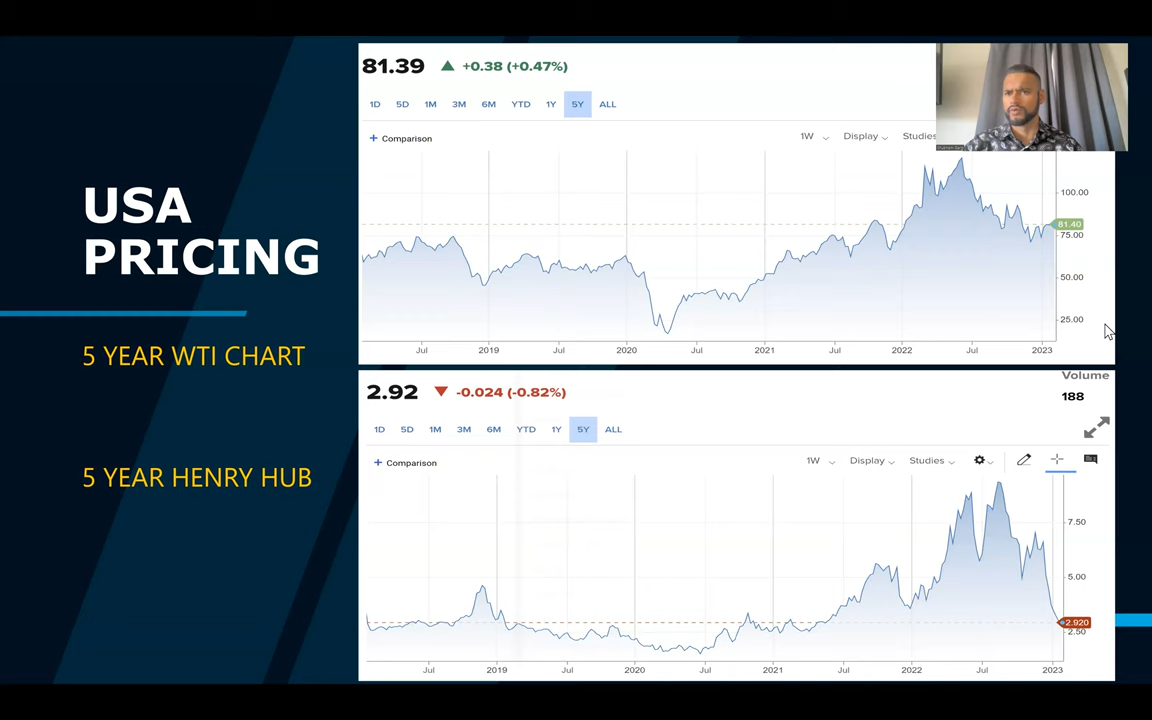 USA
PRICING
5 YEAR WTI CHART
5 YEAR HENRY HUB
81.39 ▲ +0.38 (+0.47%)
1D 5D 1M 3M 6M YTD 1Y 5Y ALL
+ Comparison 1W Display Studies
100.00
81.40
75.00
50.00
25.00
Jul 2019 Jul 2020 Jul 2021 Jul 2022 Jul 2023
Volume
188
2.92 ▼ -0.024 (-0.82%)
1D 5D 1M 3M 6M YTD 1Y 5Y ALL
+ Comparison 1W Display Studies
7.50
5.00
2.920
2.50
Jul 2019 Jul 2020 Jul 2021 Jul 2022 Jul 2023